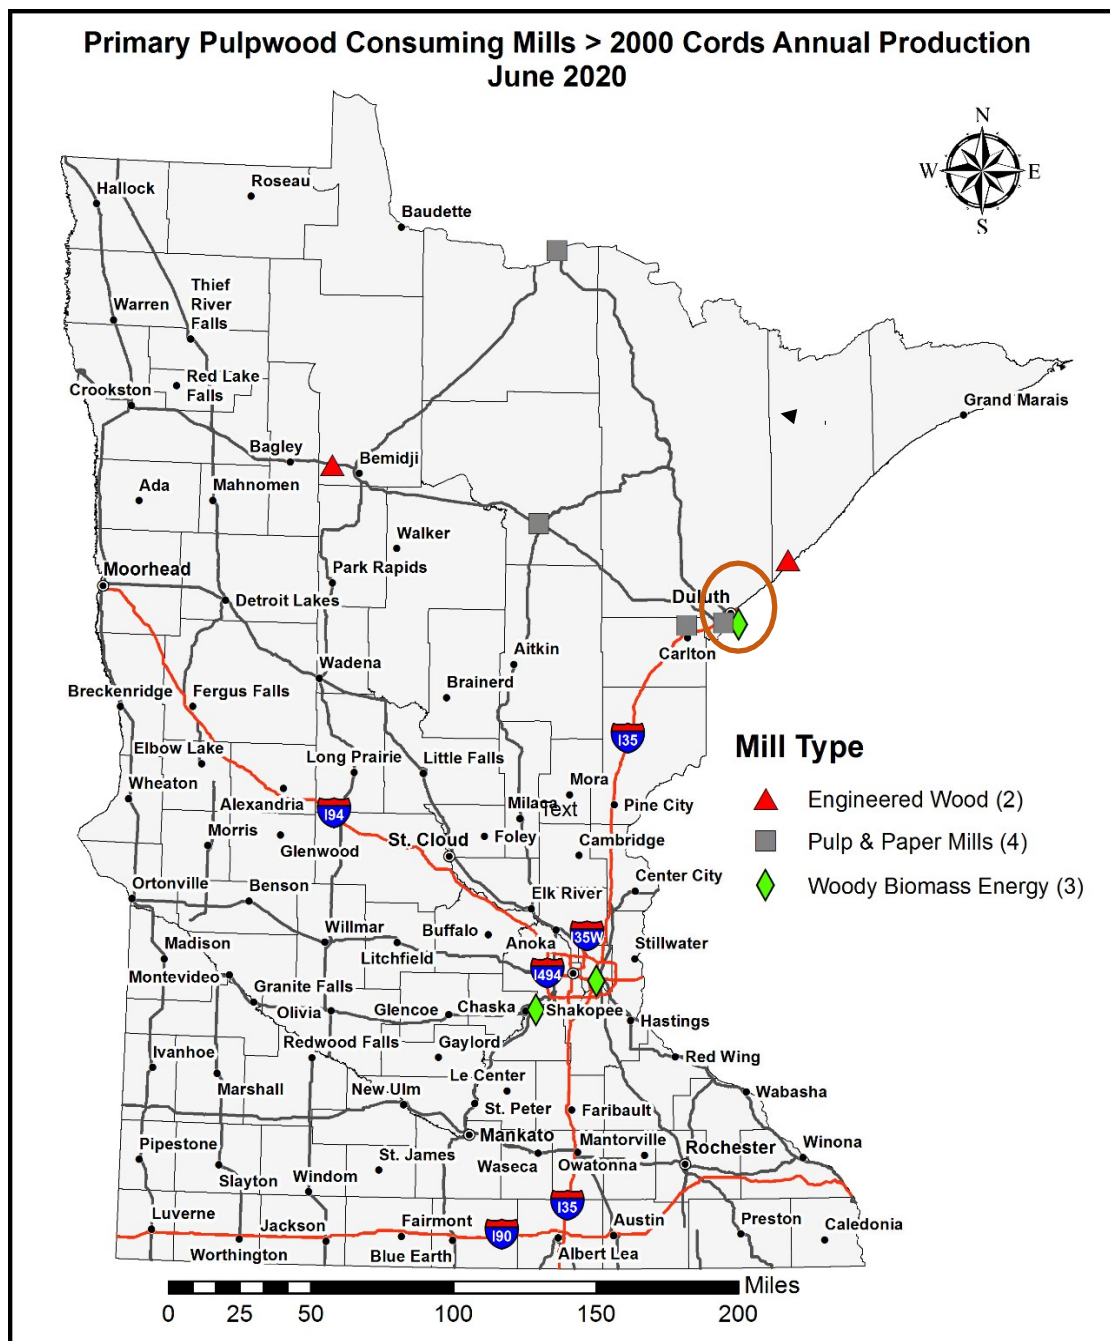 Primary Pulpwood Consuming Mills > 2000 Cords Annual Production
June 2020
N
W E
S
Hallock
Roseau
Baudette
Warren
Thief
River
Falls
Red Lake
Falls
Crookston
Grand Marais
Bagley
Bemidji
Ada
Mahnomen
Walker
Park Rapids
Moorhead
Detroit Lakes
Duluth
Carlton
Aitkin
Wadena
Brainerd
Breckenridge
Fergus Falls
I35
Elbow Lake
Long Prairie
Little Falls
Wheaton
Alexandria
I94
Mora
Milaca
Text
Pine City
Morris
Glenwood
St. Cloud
Foley
Cambridge
Mill Type
Engineered Wood (2)
Pulp & Paper Mills (4)
Woody Biomass Energy (3)
Ortonville
Benson
Elk River
Center City
Willmar
Buffalo
Anoka
I35W
Stillwater
Madison
Litchfield
I494
Montevideo
Granite Falls
Olivia
Glencoe
Chaska
Shakopee
Hastings
Ivanhoe
Redwood Falls
Gaylord
Red Wing
Marshall
Le Center
Wabasha
New Ulm
St. Peter
Faribault
Pipestone
Mankato
Mantorville
Rochester
Winona
St. James
Waseca
Owatonna
Slayton
Windom
Luverne
Jackson
Fairmont
I90
I35
Austin
Preston
Caledonia
Worthington
Blue Earth
Albert Lea
Miles
0 25 50 100 150 200